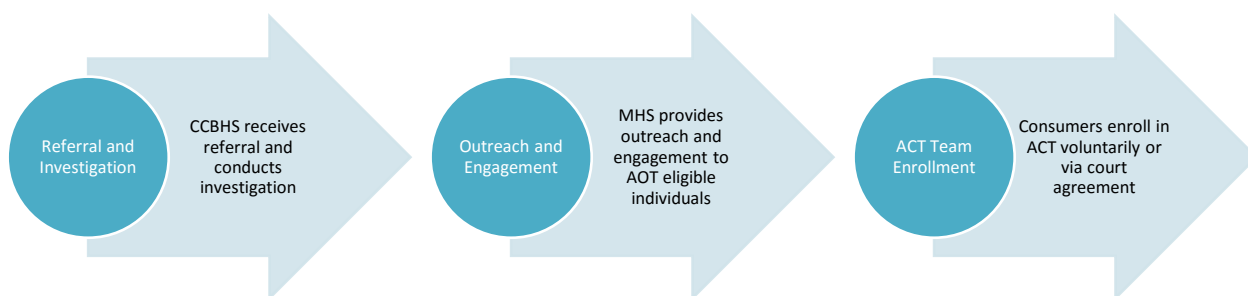 Referral and
Investigation
CCBHS receives
referral and
conducts
investigation
Outreach and
Engagement
MHS provides
outreach and
engagement to
AOT eligible
individuals
ACT Team
Enrollment
Consumers enroll in
ACT voluntarily or
via court
agreement